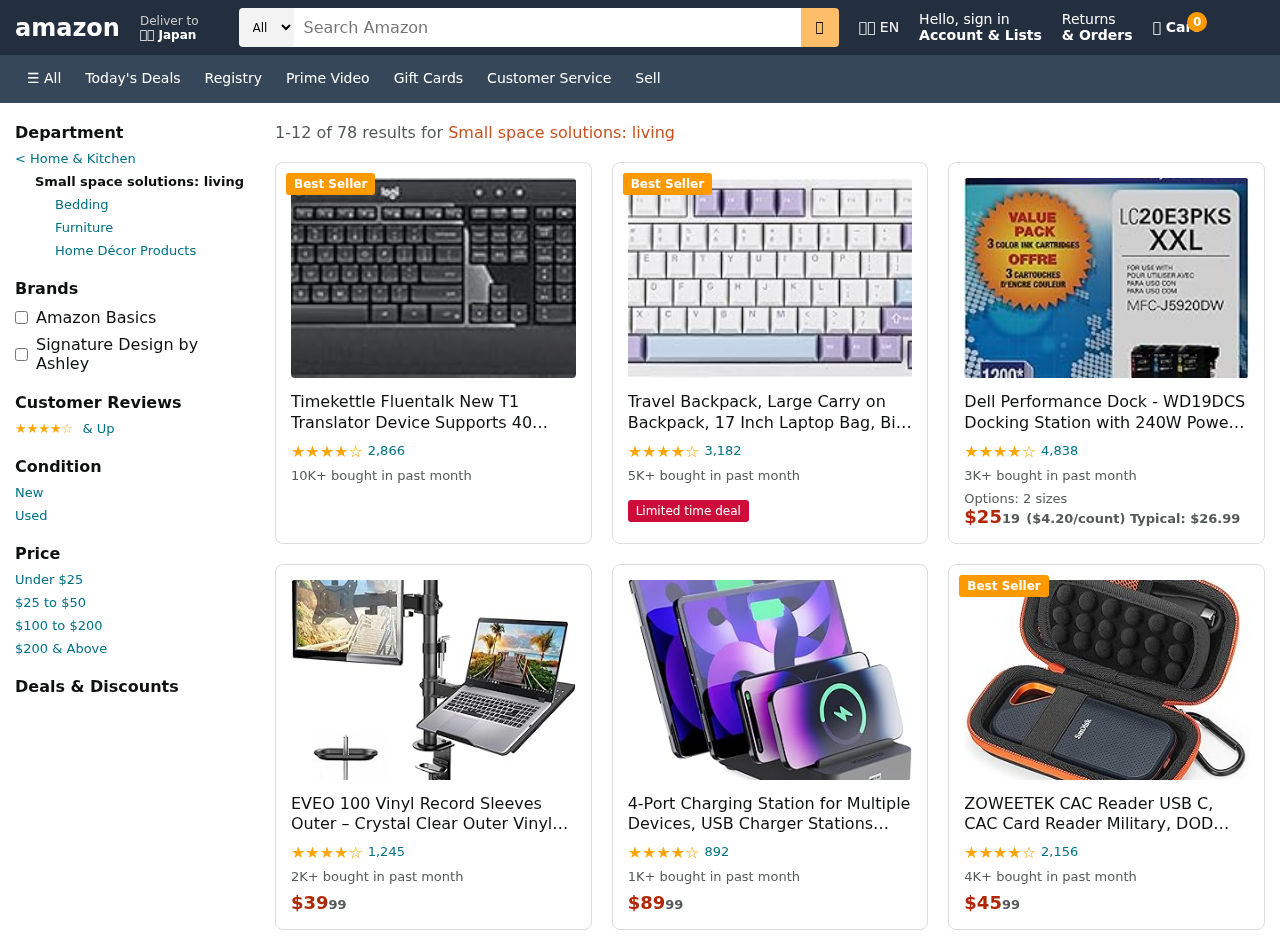 amazon
Deliver to
Japan
All
Search Amazon
EN
Hello, sign in
Account & Lists
Returns
& Orders
0
☰ All
Today's Deals
Registry
Prime Video
Gift Cards
Customer Service
Sell
Department
< Home & Kitchen
Small space solutions: living
Bedding
Furniture
Home Décor Products
Brands
Amazon Basics
Signature Design by
Ashley
Customer Reviews
★★★★☆ & Up
Condition
New
Used
Price
Under $25
$25 to $50
$100 to $200
$200 & Above
Deals & Discounts
1-12 of 78 results for Small space solutions: living
Best Seller
logi
Timekettle Fluentalk New T1
Translator Device Supports 40...
★★★★☆ 2,866
10K+ bought in past month
Best Seller
Travel Backpack, Large Carry on
Backpack, 17 Inch Laptop Bag, Bi...
★★★★☆ 3,182
5K+ bought in past month
Limited time deal
VALUE
PACK
3 COLOR INK CARTRIDGES
OFFRE
3 CARTOUCHES
D'ENCRE COULEUR
LC20E3PKS
XXL
FOR USE WITH
POUR UTILISER AVEC
PARA USO CON
PARA USO COM
MFC-J5920DW
1200*
Dell Performance Dock - WD19DCS
Docking Station with 240W Powe...
★★★★☆ 4,838
3K+ bought in past month
Options: 2 sizes
$25 19 ($4.20/count) Typical: $26.99
EVEO 100 Vinyl Record Sleeves
Outer – Crystal Clear Outer Vinyl...
★★★★☆ 1,245
2K+ bought in past month
$39 99
4-Port Charging Station for Multiple
Devices, USB Charger Stations...
★★★★☆ 892
1K+ bought in past month
$89 99
Best Seller
SanDisk
ZOWEETEK CAC Reader USB C,
CAC Card Reader Military, DOD...
★★★★☆ 2,156
4K+ bought in past month
$45 99